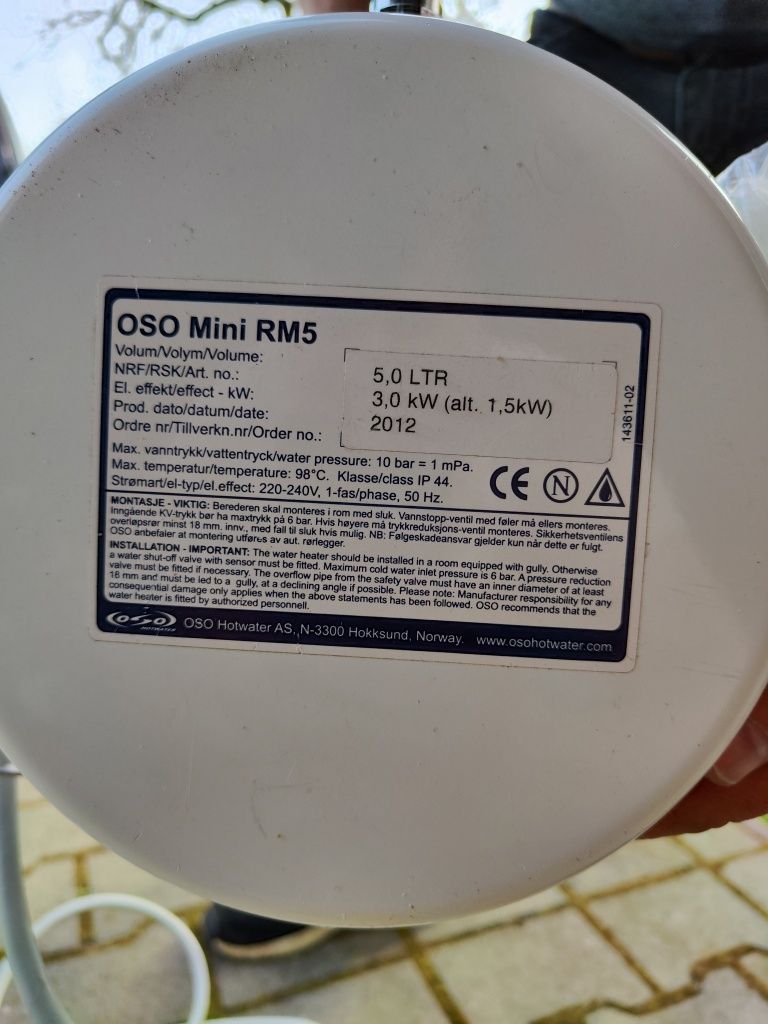 OSO Mini RM5
Volum/Volym/Volume: 5,0 LTR
NRF/RSK/Art. no.:
El. effekt/effect - kW: 3,0 kW (alt. 1,5kW)
Prod. dato/datum/date: 2012
Ordre nr/Tillverkn.nr/Order no.:
143611-02
Max. vanntrykk/vattentryck/water pressure: 10 bar = 1 mPa.
Max. temperatur/temperature: 98°C. Klasse/class IP 44.
Strømart/el-typ/el.effect: 220-240V, 1-fas/phase, 50 Hz.
CE N
MONTASJE - VIKTIG: Berederen skal monteres i rom med sluk. Vannstopp-ventil med føler må ellers monteres.
Inngående KV-trykk bør ha maxtrykk på 6 bar. Hvis høyere må trykkreduksjons-ventil monteres. Sikkerhetsventilens
overløpsrør minst 18 mm. innv., med fall til sluk hvis mulig. NB: Følgeskadeansvar gjelder kun når dette er fulgt.
OSO anbefaler at montering utføres av aut. rørlegger.
INSTALLATION - IMPORTANT: The water heater should be installed in a room equipped with gully. Otherwise
a water shut-off valve with sensor must be fitted. Maximum cold water inlet pressure is 6 bar. A pressure reduction
valve must be fitted if necessary. The overflow pipe from the safety valve must have an inner diameter of at least
18 mm and must be led to a gully, at a declining angle if possible. Please note: Manufacturer responsibility for any
consequential damage only applies when the above statements has been followed. OSO recommends that the
water heater is fitted by authorized personnell.
OSO HOTWATER OSO Hotwater AS, N-3300 Hokksund, Norway. www.osohotwater.com